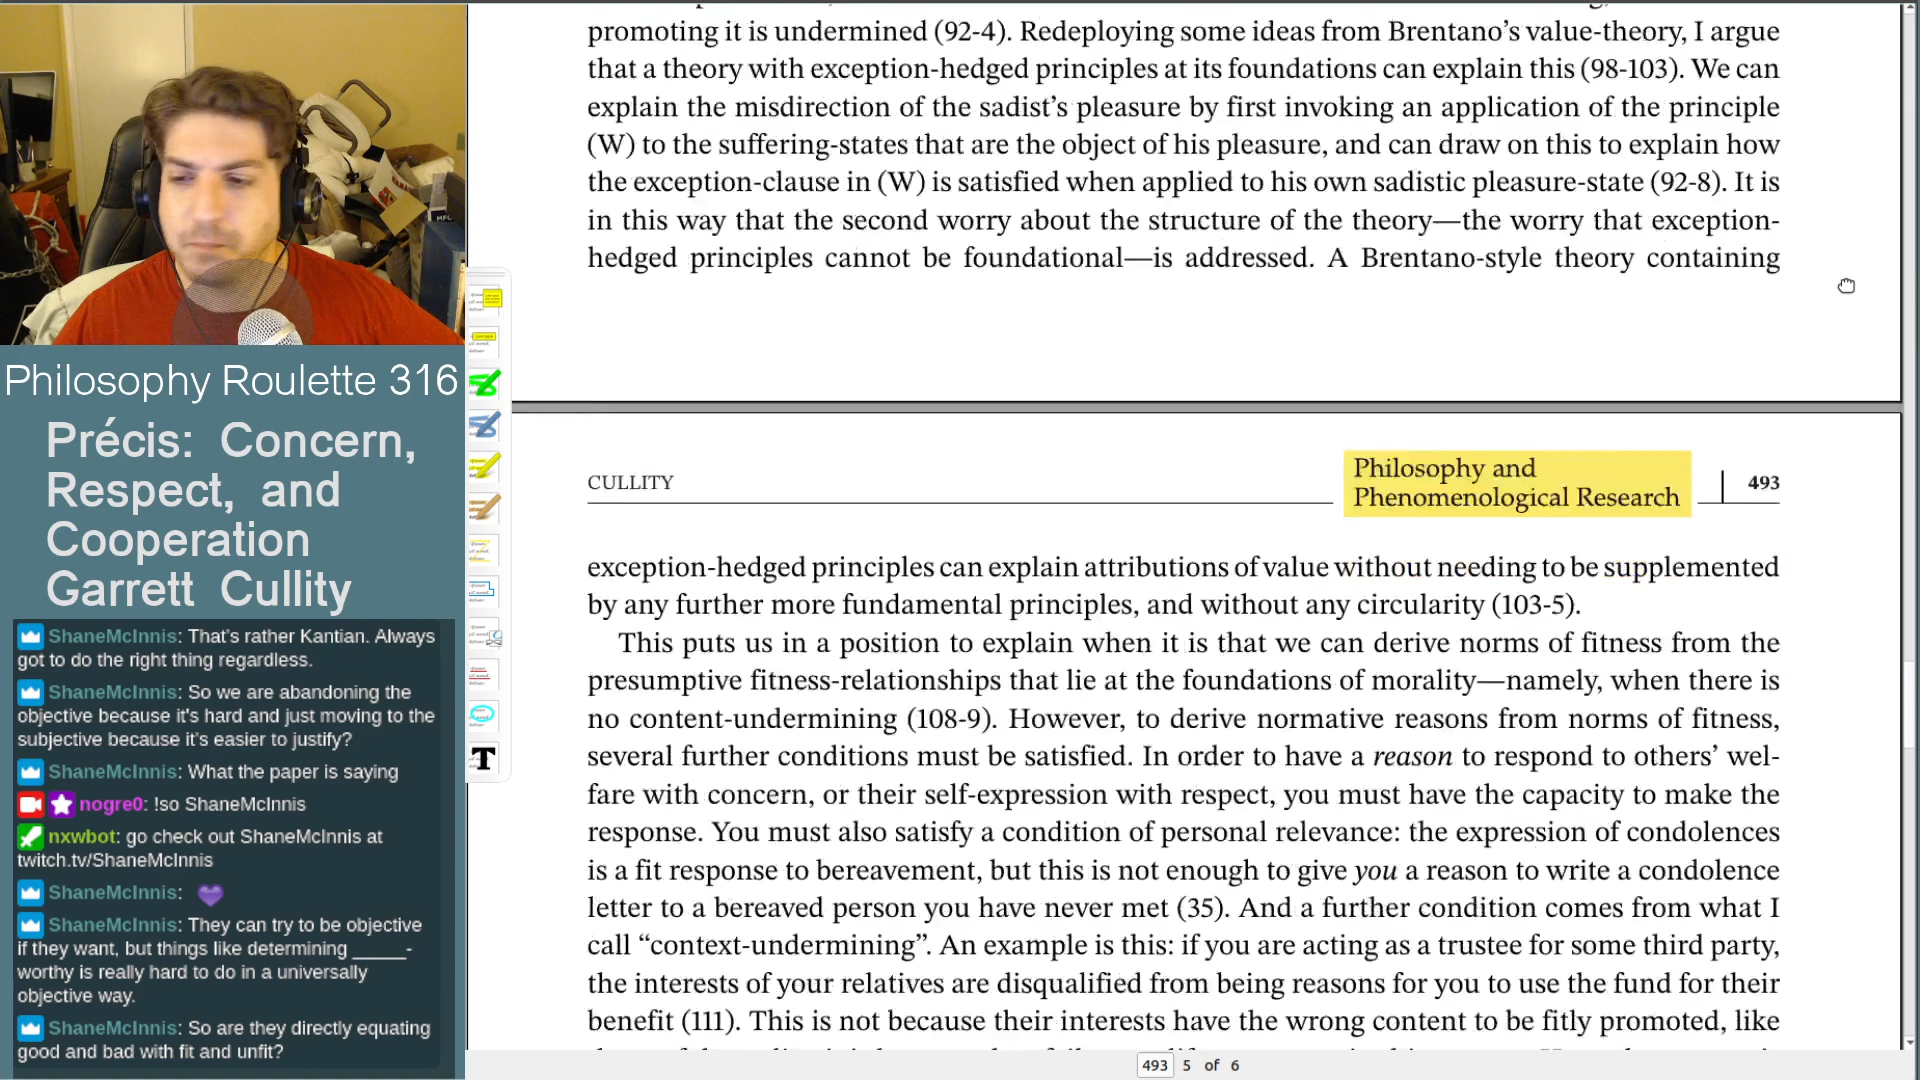 promoting it is undermined (92-4). Redeploying some ideas from Brentano's value-theory, I argue
that a theory with exception-hedged principles at its foundations can explain this (98-103). We can
explain the misdirection of the sadist's pleasure by first invoking an application of the principle
(W) to the suffering-states that are the object of his pleasure, and can draw on this to explain how
the exception-clause in (W) is satisfied when applied to his own sadistic pleasure-state (92-8). It is
in this way that the second worry about the structure of the theory—the worry that exception-
hedged principles cannot be foundational—is addressed. A Brentano-style theory containing
CULLITY
Philosophy and
Phenomenological Research
493
exception-hedged principles can explain attributions of value without needing to be supplemented
by any further more fundamental principles, and without any circularity (103-5).
This puts us in a position to explain when it is that we can derive norms of fitness from the
presumptive fitness-relationships that lie at the foundations of morality—namely, when there is
no content-undermining (108-9). However, to derive normative reasons from norms of fitness,
several further conditions must be satisfied. In order to have a reason to respond to others' wel-
fare with concern, or their self-expression with respect, you must have the capacity to make the
response. You must also satisfy a condition of personal relevance: the expression of condolences
is a fit response to bereavement, but this is not enough to give you a reason to write a condolence
letter to a bereaved person you have never met (35). And a further condition comes from what I
call “context-undermining”. An example is this: if you are acting as a trustee for some third party,
the interests of your relatives are disqualified from being reasons for you to use the fund for their
benefit (111). This is not because their interests have the wrong content to be fitly promoted, like
493 5 of 6
T
Philosophy Roulette 316
Précis: Concern,
Respect, and
Cooperation
Garrett Cullity
ShaneMcInnis: That's rather Kantian. Always
got to do the right thing regardless.
ShaneMcInnis: So we are abandoning the
objective because it's hard and just moving to the
subjective because it's easier to justify?
ShaneMcInnis: What the paper is saying
nogre0: !so ShaneMcInnis
nxwbot: go check out ShaneMcInnis at
twitch.tv/ShaneMcInnis
ShaneMcInnis:
ShaneMcInnis: They can try to be objective
if they want, but things like determining _____-
worthy is really hard to do in a universally
objective way.
ShaneMcInnis: So are they directly equating
good and bad with fit and unfit?